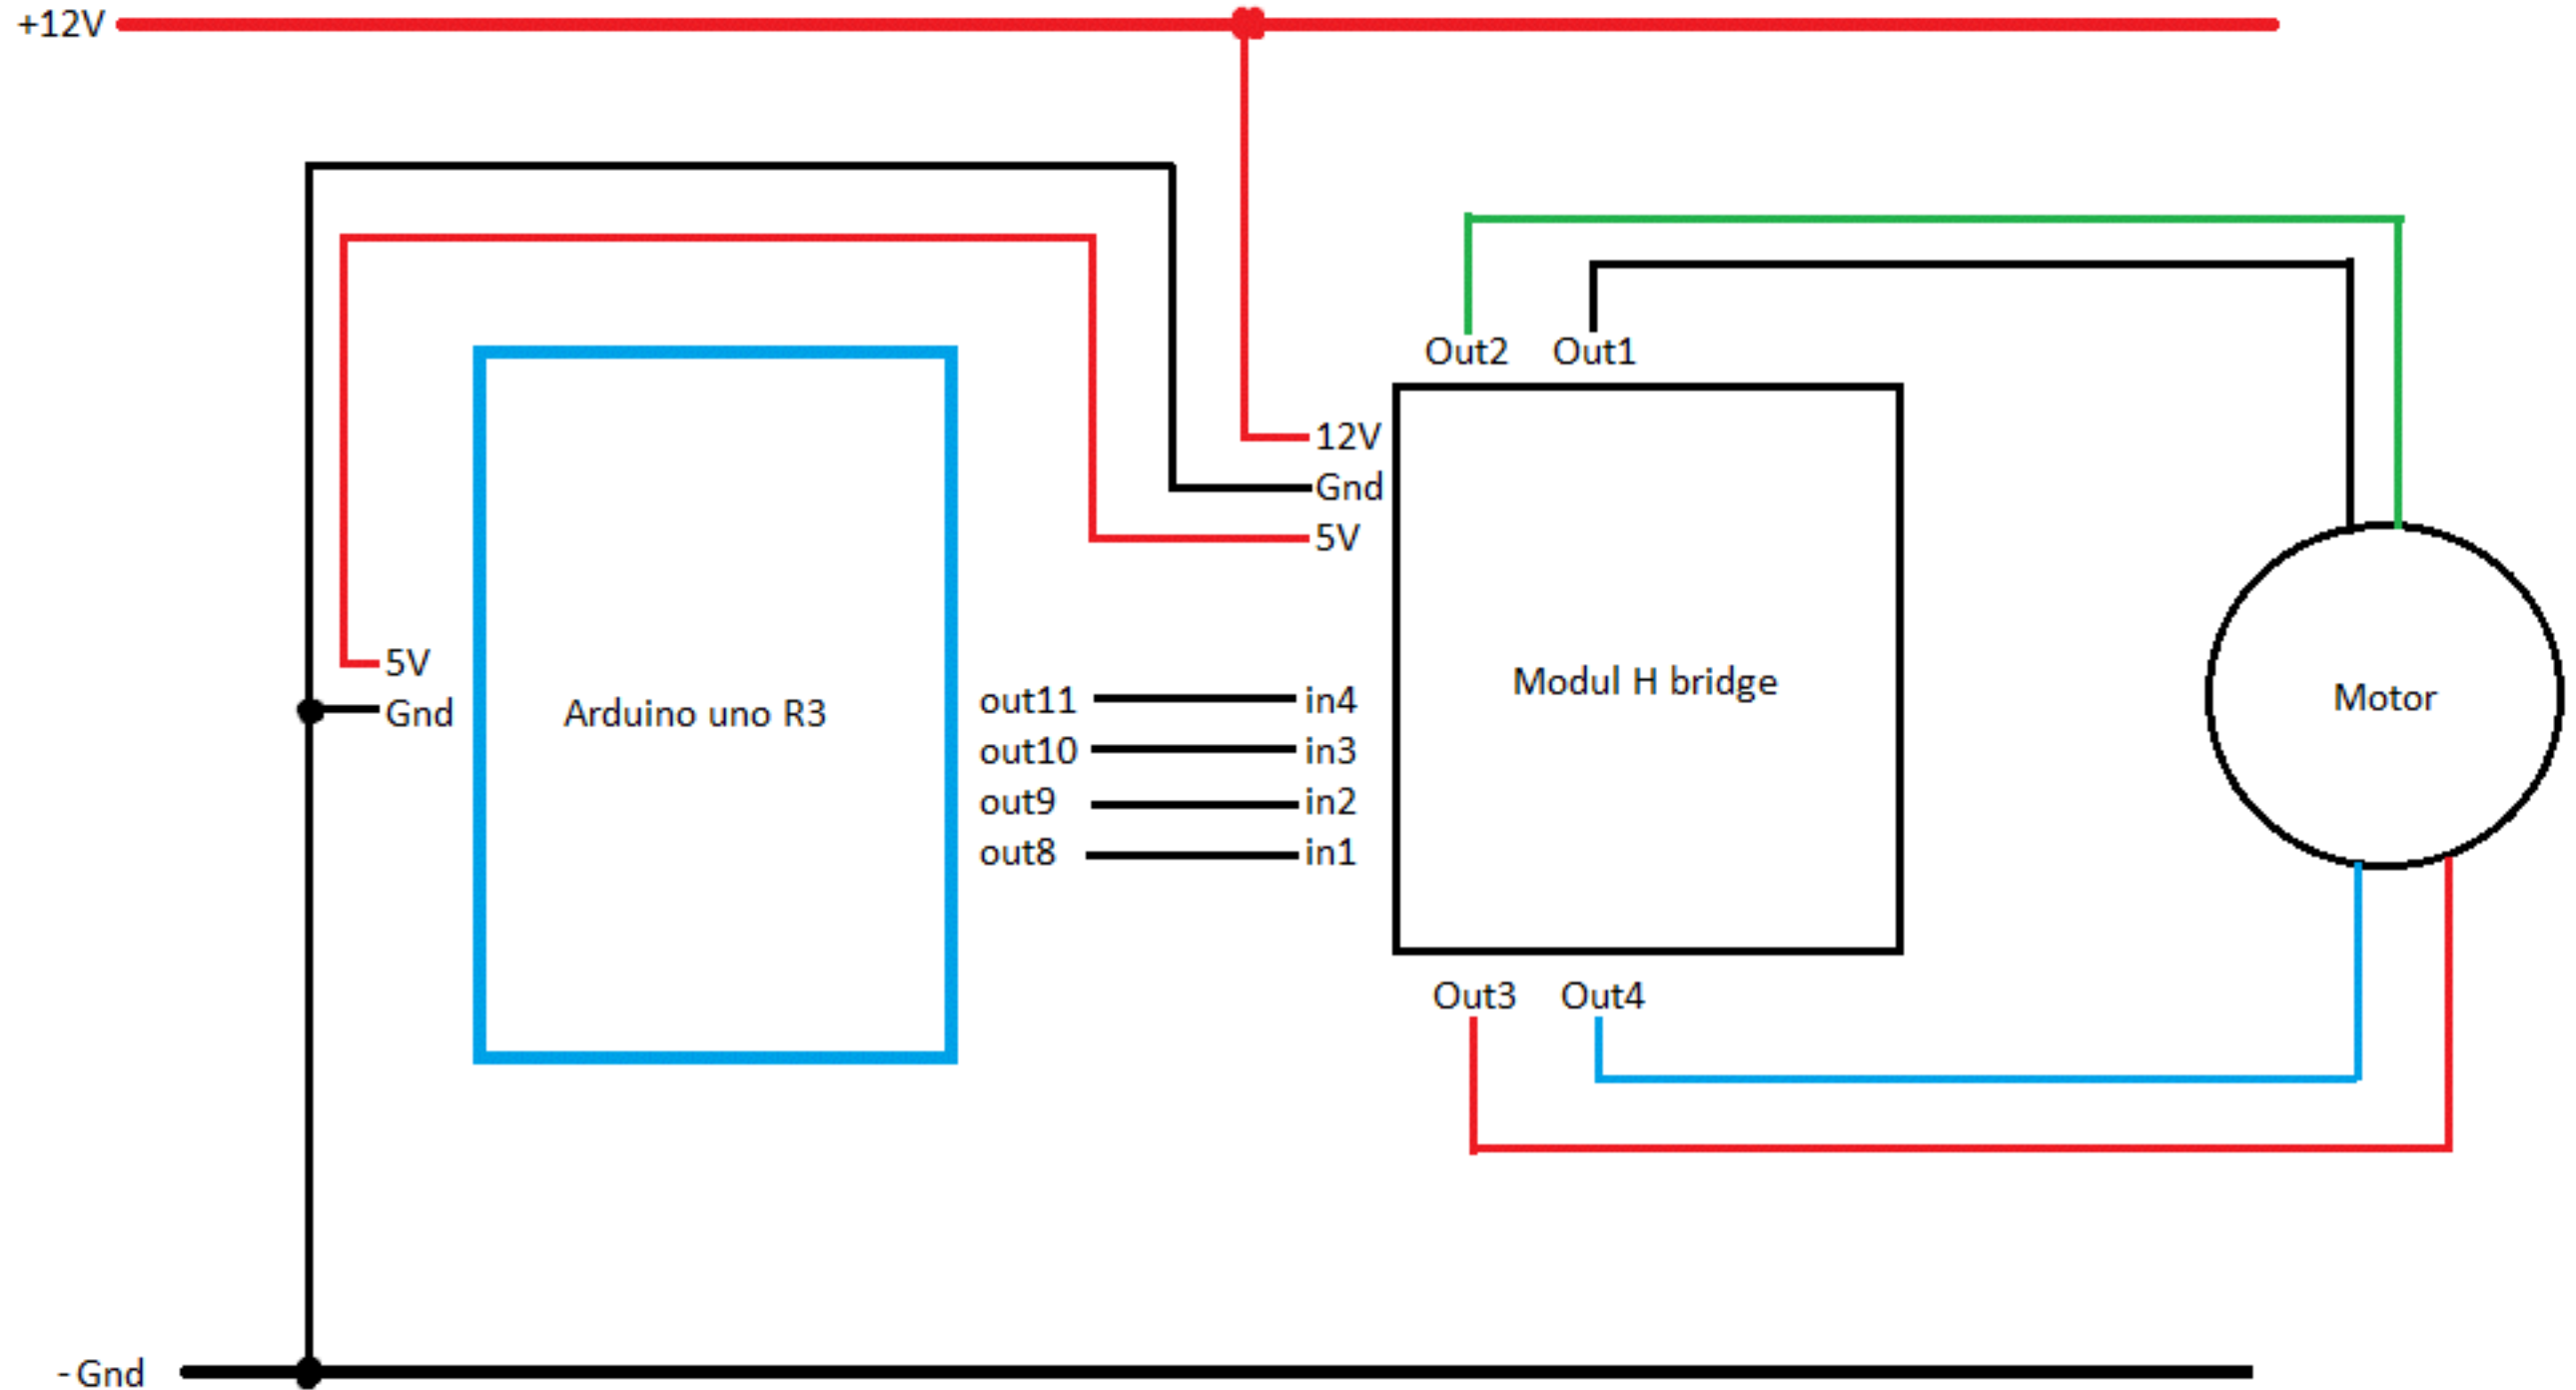 +12V
Out2 Out1
12V
Gnd
5V
5V
Gnd
Arduino uno R3
out11
out10
out9
out8
in4
in3
in2
in1
Modul H bridge
Motor
Out3 Out4
-Gnd